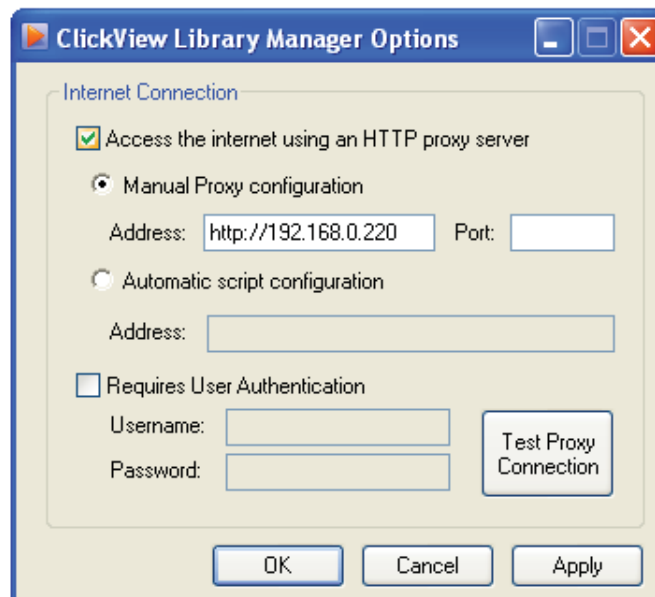 ClickView Library Manager Options
Internet Connection
Access the internet using an HTTP proxy server
Manual Proxy configuration
Address: http://192.168.0.220 Port:
Automatic script configuration
Address:
Requires User Authentication
Username:
Password:
Test Proxy
Connection
OK Cancel Apply